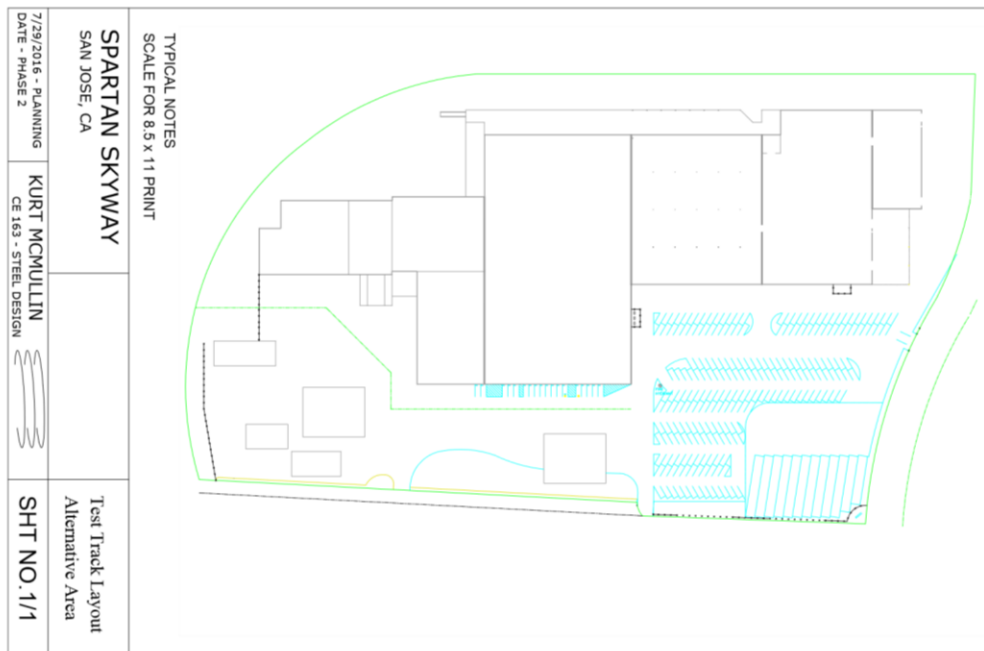 TYPICAL NOTES
SCALE FOR 8.5 x 11 PRINT
SPARTAN SKYWAY
SAN JOSE, CA
Test Track Layout
Alternative Area
7/29/2016 - PLANNING
DATE - PHASE 2
KURT MCMULLIN
CE 163 - STEEL DESIGN
SHT NO.1/1